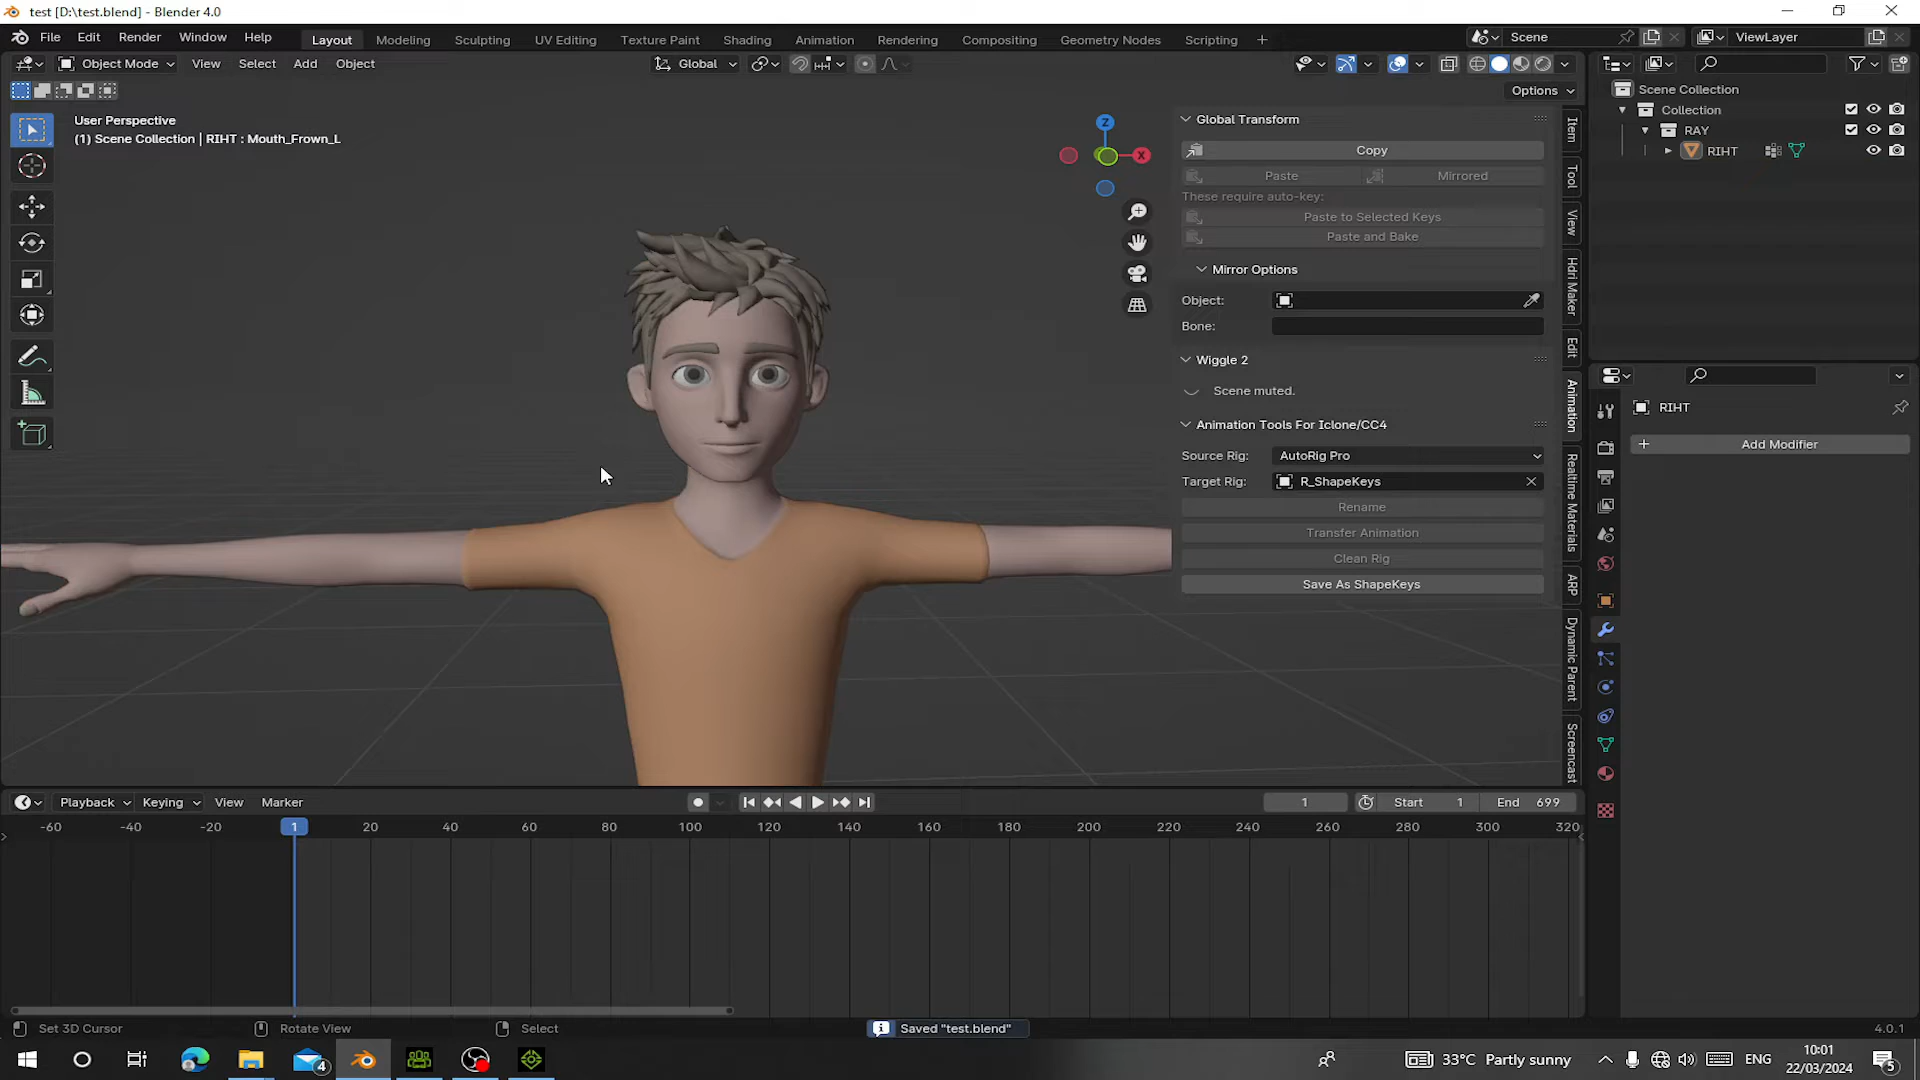 test [D:\test.blend] - Blender 4.0
File Edit Render Window Help Layout Modeling Sculpting UV Editing Texture Paint Shading Animation Rendering Compositing Geometry Nodes Scripting + Scene ViewLayer
Object Mode View Select Add Object Global
Options
User Perspective
(1) Scene Collection | RIHT : Mouth_Frown_L
Z
X
Global Transform
Copy
Paste Mirrored
These require auto-key:
Paste to Selected Keys
Paste and Bake
Mirror Options
Object:
Bone:
Wiggle 2
Scene muted.
Animation Tools For Iclone/CC4
Source Rig: AutoRig Pro
Target Rig: R_ShapeKeys
Rename
Transfer Animation
Clean Rig
Save As ShapeKeys
Item
Tool
View
Hdri Maker
Edit
Animation
Realtime Materials
ARP
Dynamic Parent
Screencast
Scene Collection
Collection
RAY
RIHT
RIHT
Add Modifier
Playback Keying View Marker 1 Start 1 End 699
-60 -40 -20 1 20 40 60 80 100 120 140 160 180 200 220 240 260 280 300 320
Set 3D Cursor Rotate View Select Saved "test.blend" 4.0.1
4 33°C Partly sunny ENG 10:01
22/03/2024 5